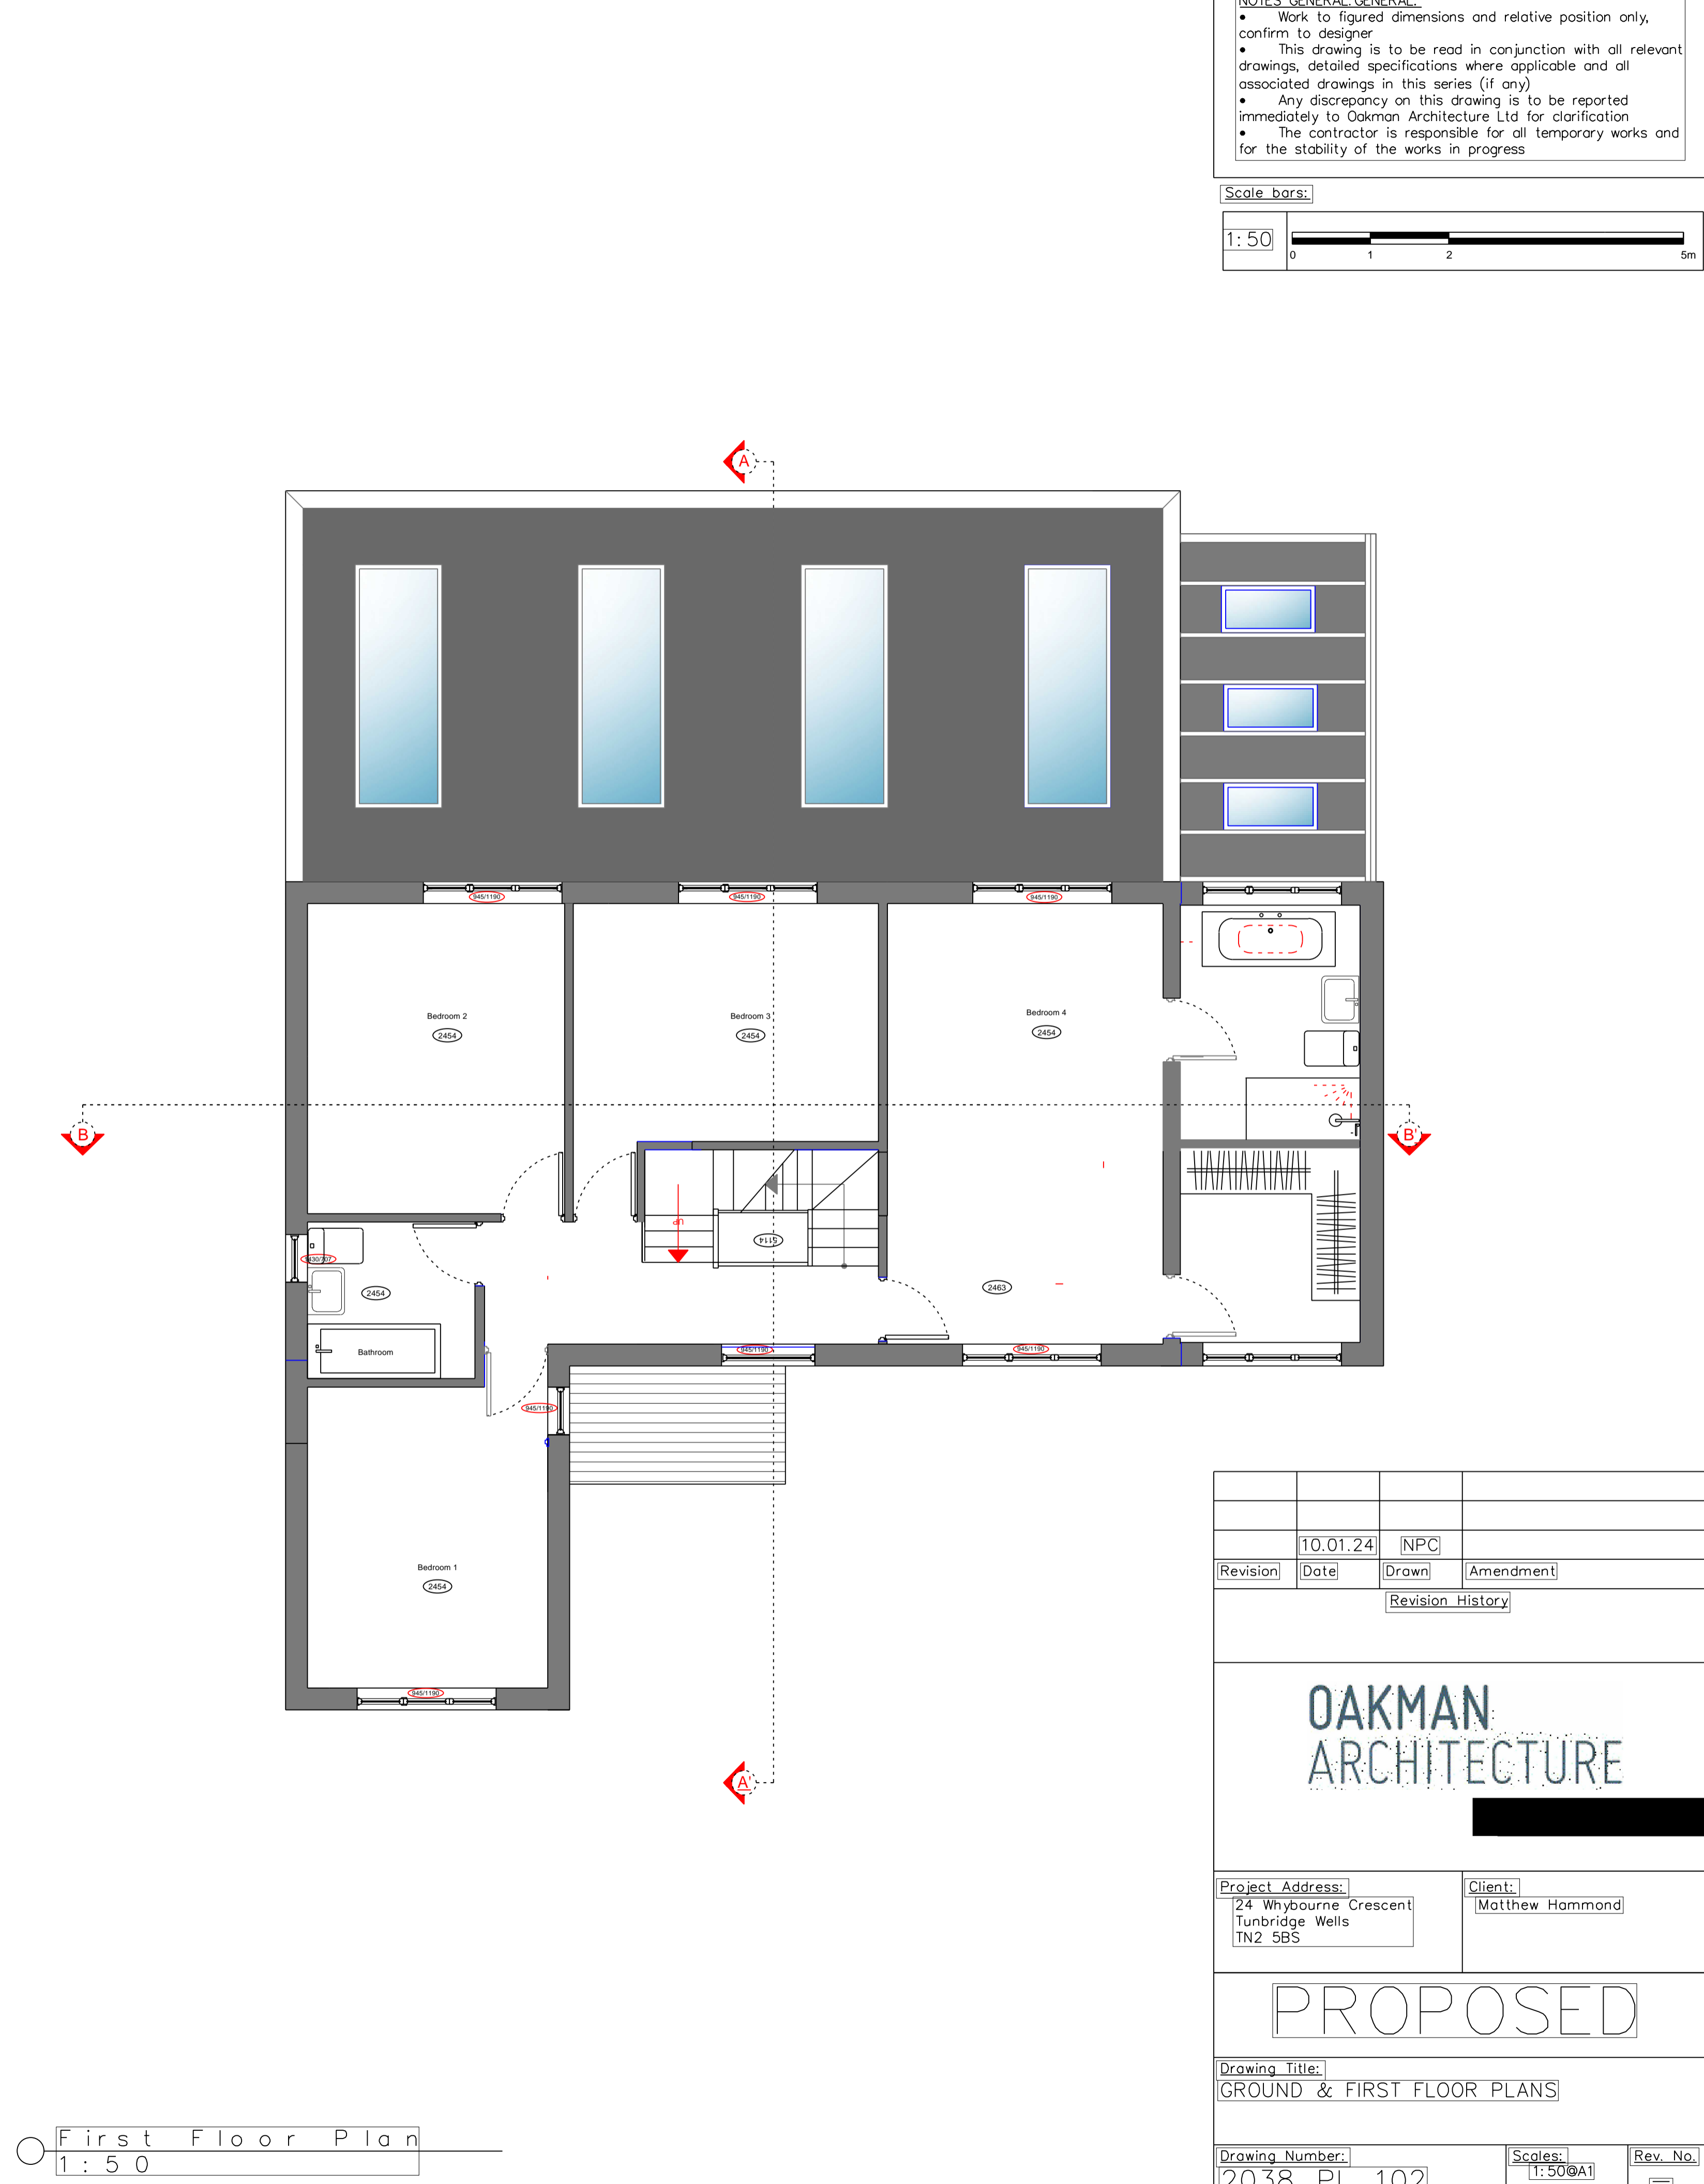 NOTES GENERAL:GENERAL:
• Work to figured dimensions and relative position only,
confirm to designer
• This drawing is to be read in conjunction with all relevant
drawings, detailed specifications where applicable and all
associated drawings in this series (if any)
• Any discrepancy on this drawing is to be reported
immediately to Oakman Architecture Ltd for clarification
• The contractor is responsible for all temporary works and
for the stability of the works in progress
Scale bars:
1:50
0 1 2 5m
A
945/1190 945/1190 945/1190
Bedroom 2
2454
Bedroom 3
2454
Bedroom 4
2454
B
B'
UP
5114
1430/707
2454
2463
Bathroom
945/1190 945/1190
945/1190
Bedroom 1
2454
945/1190
A'
10.01.24 NPC
Revision Date Drawn Amendment
Revision History
OAKMAN
ARCHITECTURE
Project Address:
24 Whybourne Crescent
Tunbridge Wells
TN2 5BS
Client:
Matthew Hammond
PROPOSED
Drawing Title:
GROUND & FIRST FLOOR PLANS
First Floor Plan
1:50
Drawing Number:
2038_PL_102
Scales:
1:50@A1
Rev. No.